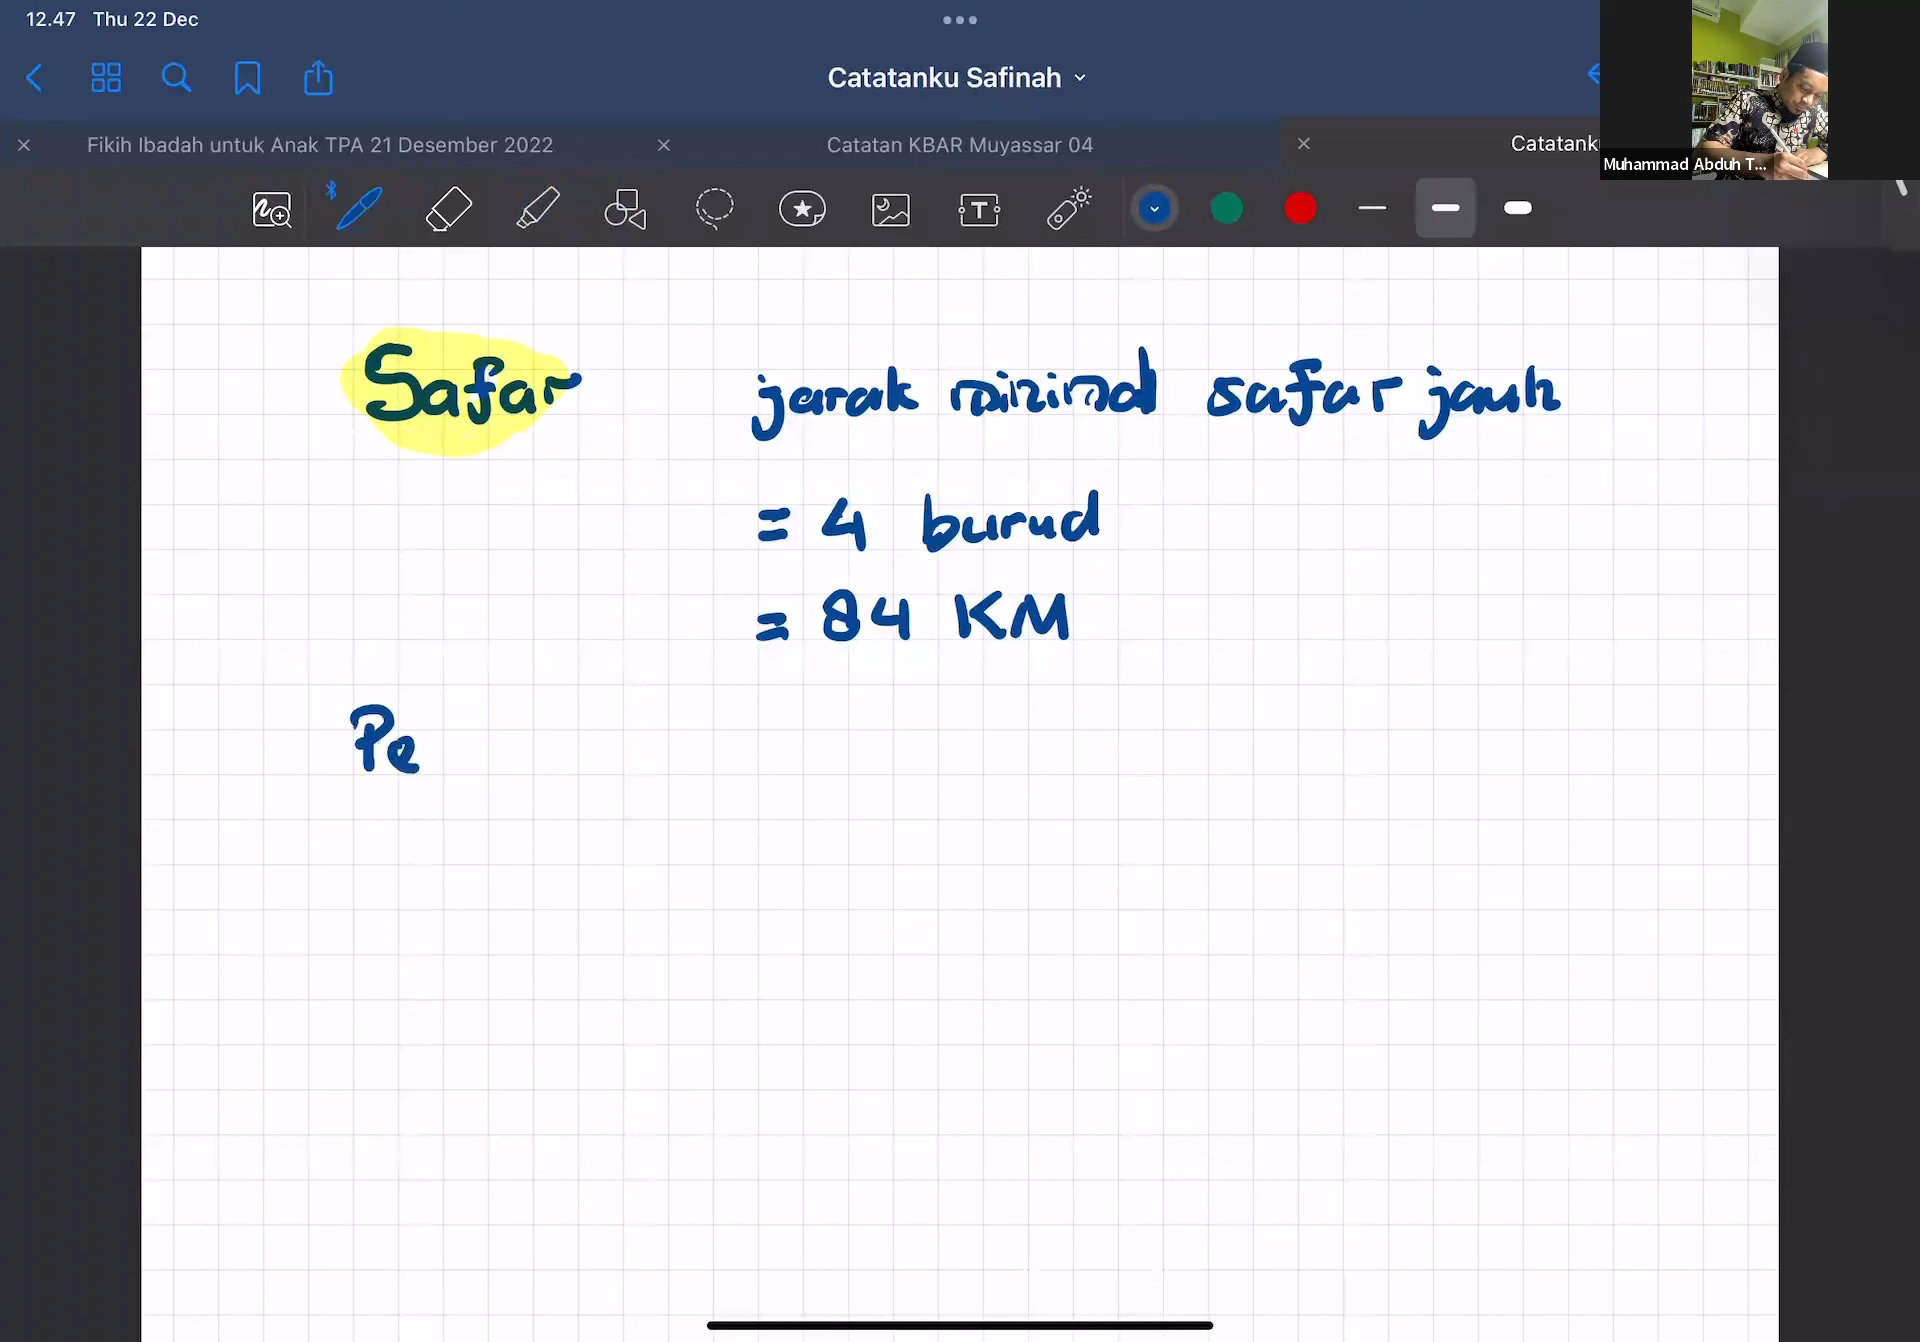 12.47 Thu 22 Dec
Catatanku Safinah
Fikih Ibadah untuk Anak TPA 21 Desember 2022
Catatan KBAR Muyassar 04
Catatank
Muhammad Abduh T...
Safar jarak minimal safar jauh
= 4 burud
= 84 KM
Pe